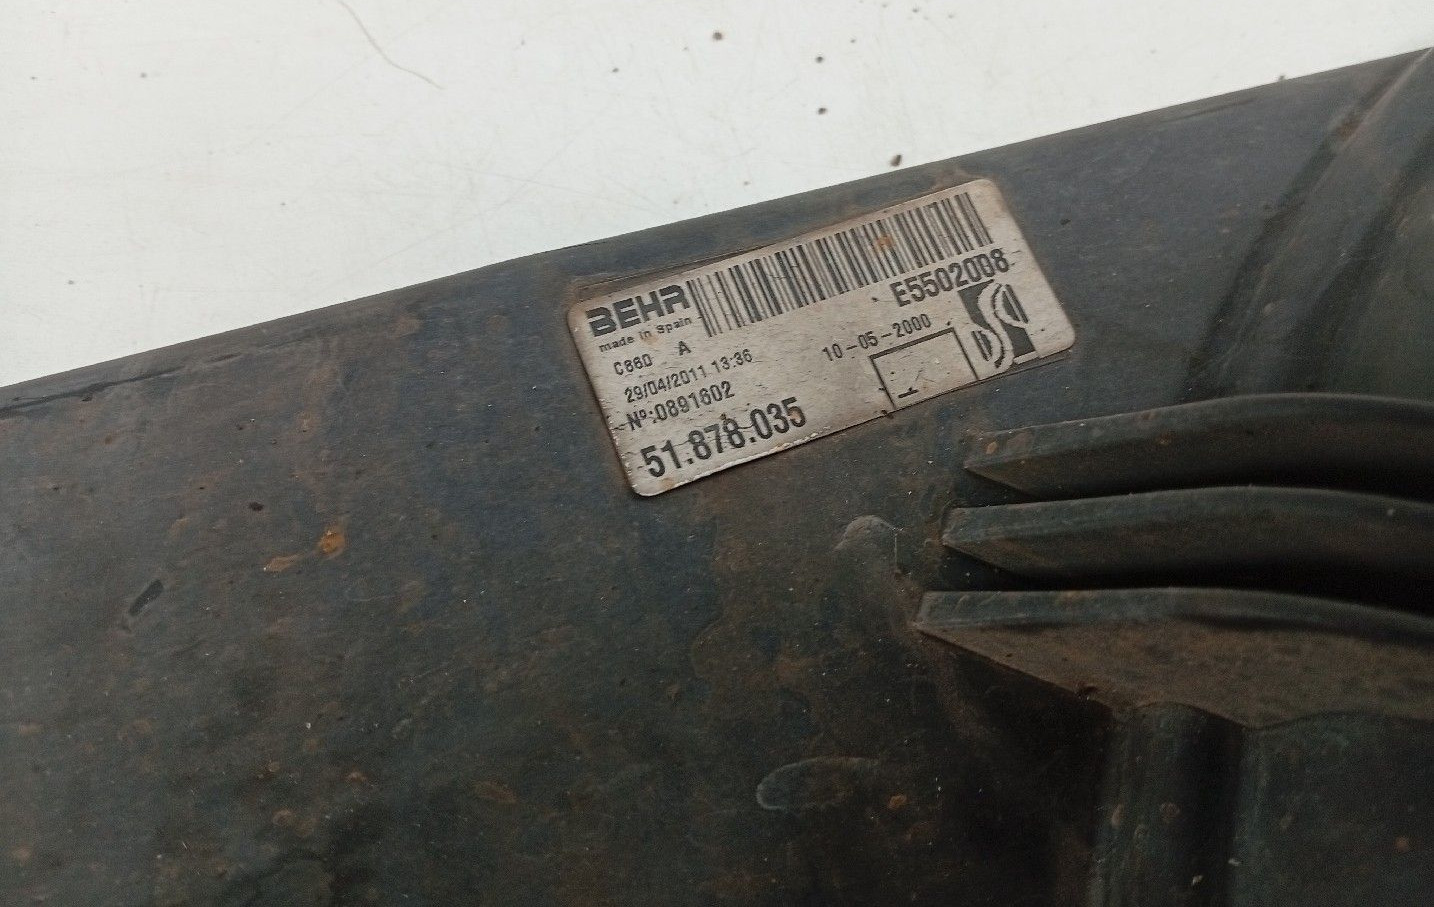 BEHR
made in Spain
E5502008
C86D A
10-05-2000
29/04/2011 13:36
Nº:0891602
51.878.035